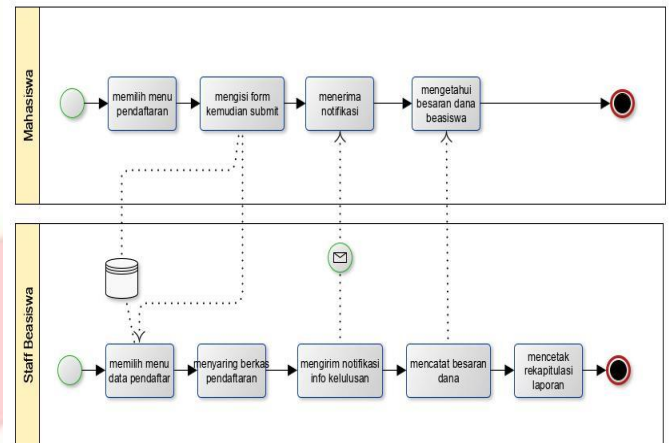 Mahasiswa
memilih menu
pendaftaran
mengisi form
kemudian submit
menerima
notifikasi
mengetahui
besaran dana
beasiswa
Staff Beasiswa
memilih menu
data pendaftar
menyaring berkas
pendaftaran
mengirim notifikasi
info kelulusan
mencatat besaran
dana
mencetak
rekapitulasi
laporan